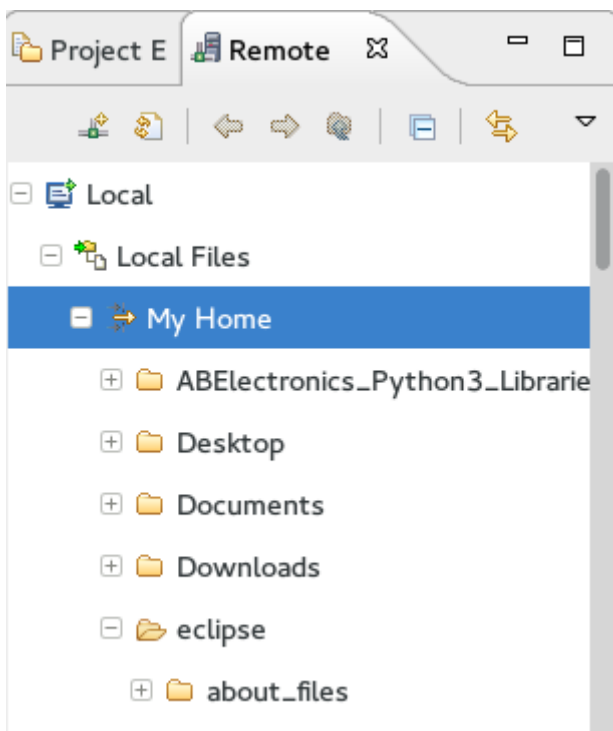 Project E Remote
Local
Local Files
My Home
ABElectronics_Python3_Librarie
Desktop
Documents
Downloads
eclipse
about_files